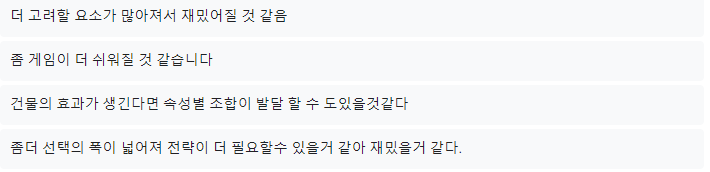 더 고려할 요소가 많아져서 재밌어질 것 같음
좀 게임이 더 쉬워질 것 같습니다
건물의 효과가 생긴다면 속성별 조합이 발달 할 수 도있을것같다
좀더 선택의 폭이 넓어져 전략이 더 필요할수 있을거 같아 재밌을거 같다.